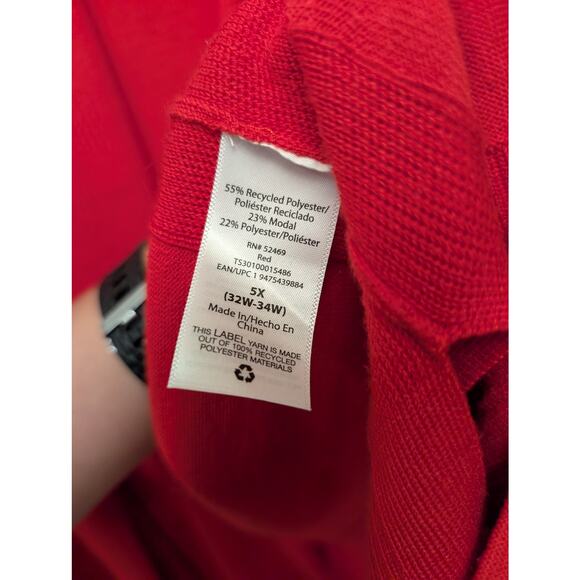 55% Recycled Polyester/
Poliéster Reciclado
23% Modal
22% Polyester/Poliéster
RN# 52469
Red
TS30100015486
EAN/UPC 1 9475439884
5X
(32W-34W)
Made In/Hecho En
China
THIS LABEL YARN IS MADE
OUT OF 100% RECYCLED
POLYESTER MATERIALS